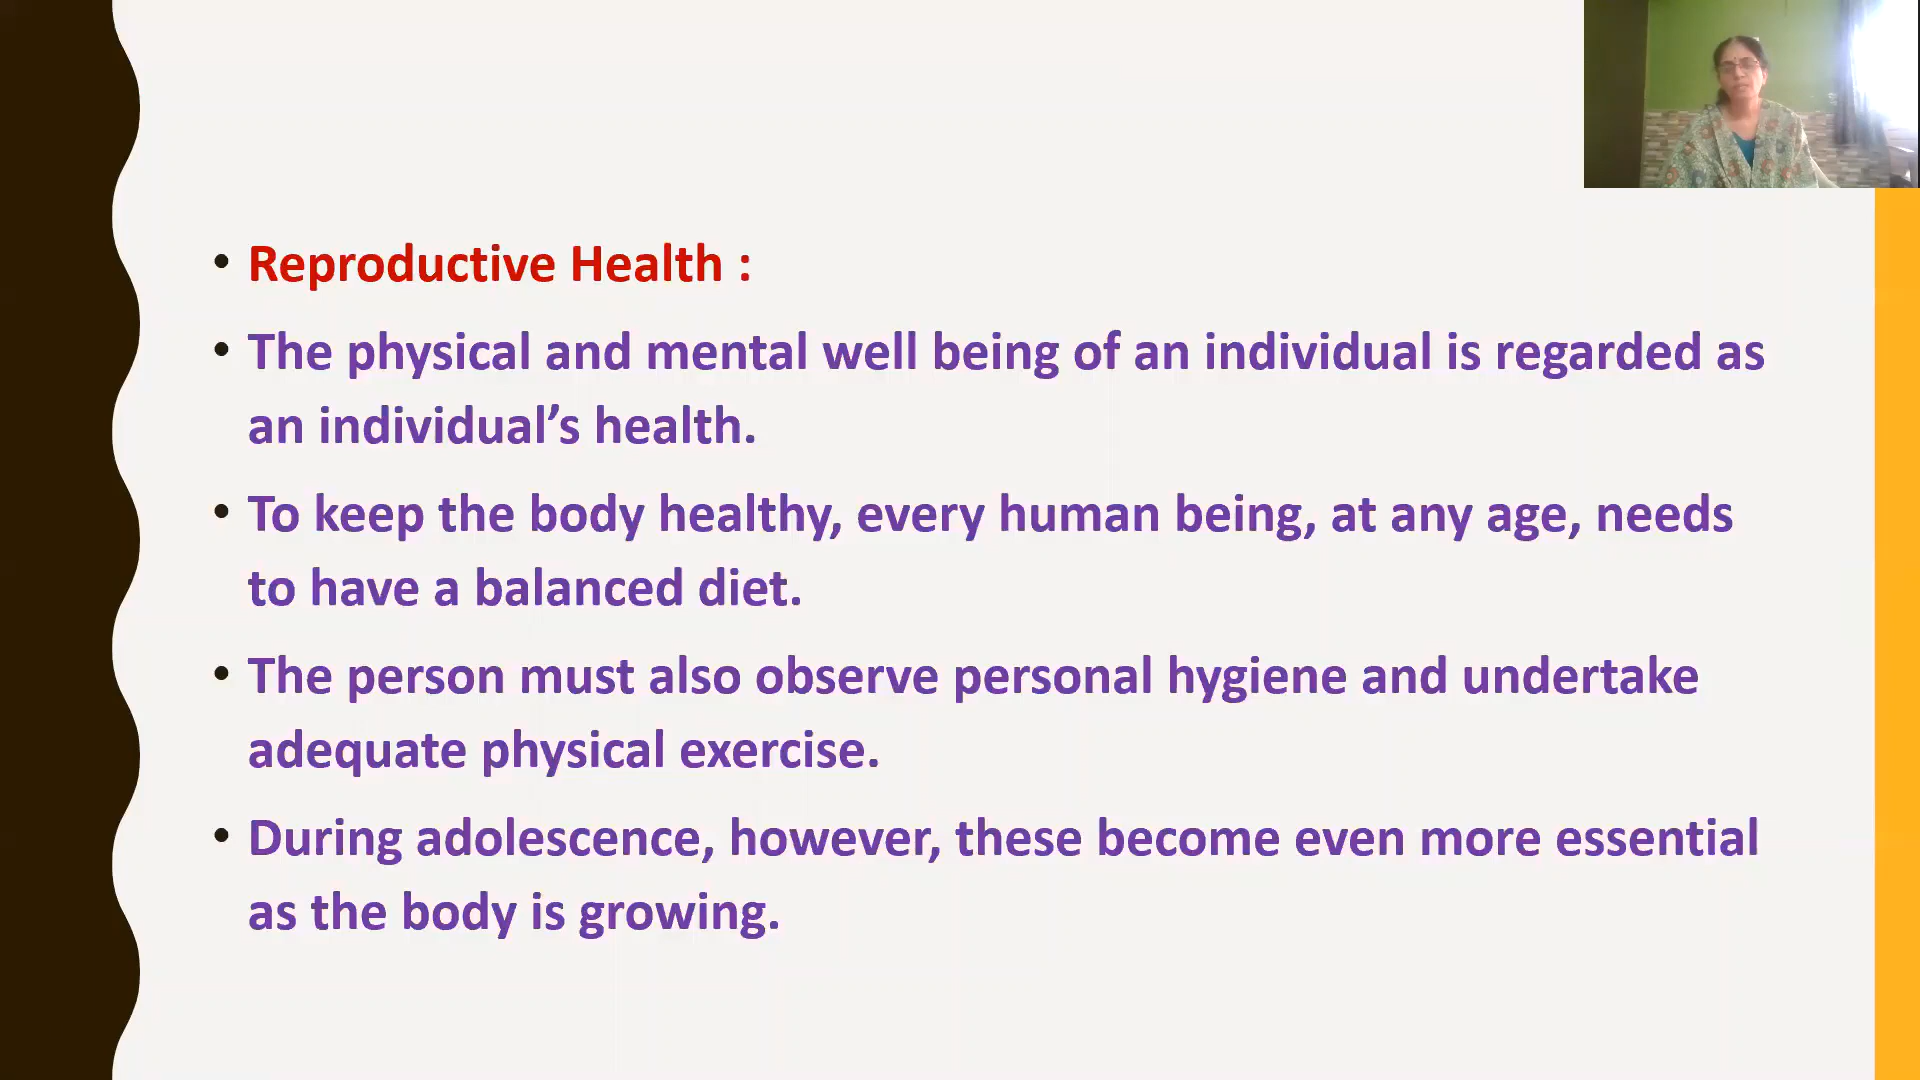 • Reproductive Health :
• The physical and mental well being of an individual is regarded as
an individual’s health.
• To keep the body healthy, every human being, at any age, needs
to have a balanced diet.
• The person must also observe personal hygiene and undertake
adequate physical exercise.
• During adolescence, however, these become even more essential
as the body is growing.